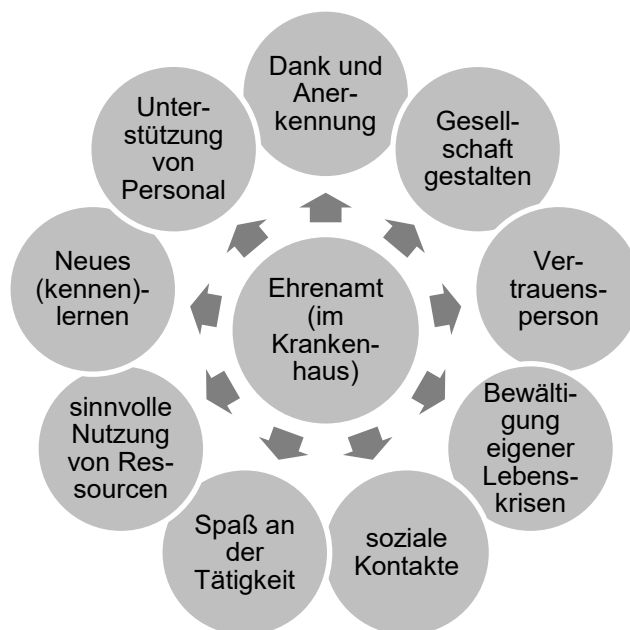 Dank und
Aner-
kennung
Gesell-
schaft
gestalten
Ver-
trauens-
person
Bewälti-
gung
eigener
Lebens-
krisen
soziale
Kontakte
Spaß an
der
Tätigkeit
sinnvolle
Nutzung
von Res-
sourcen
Neues
(kennen)-
lernen
Unter-
stützung
von
Personal
Ehrenamt
(im
Kranken-
haus)